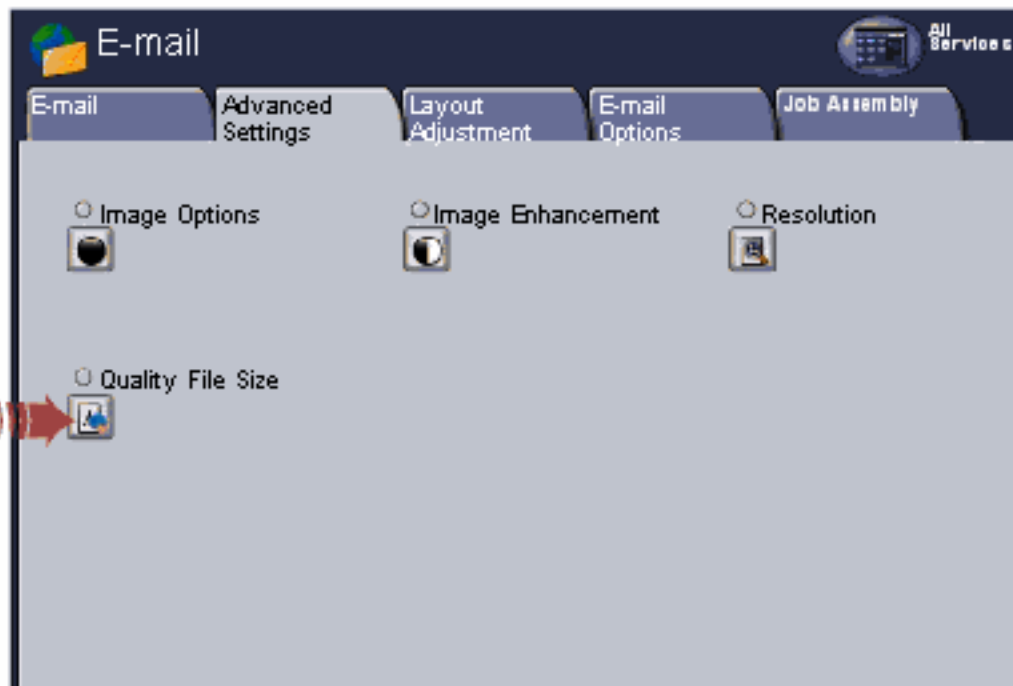 E-mail
All
Services
E-mail
Advanced
Settings
Layout
Adjustment
E-mail
Options
Job Assembly
Image Options
Image Enhancement
Resolution
Quality File Size